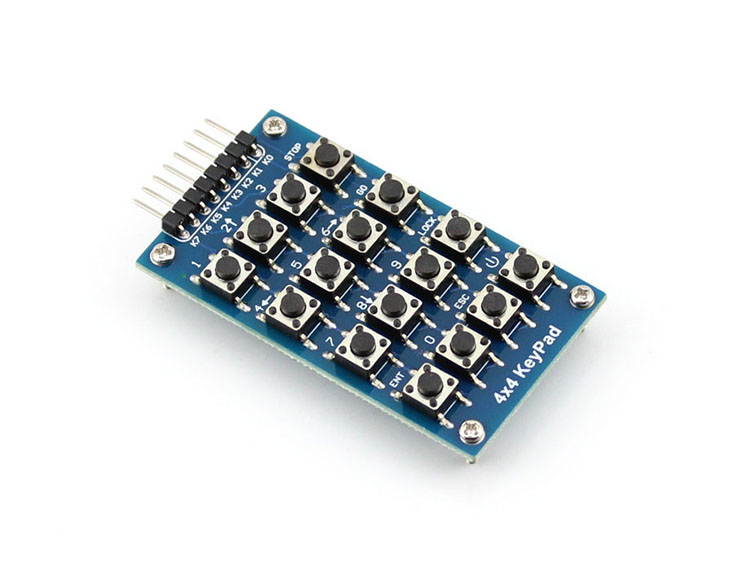 K7 K6 K5 K4 K3 K2 K1 K0
1 2↑ 3 STOP
4← 5 6→ GO
7 8↓ 9 LOCK
ENT 0 ESC ⏻
4x4 KeyPad